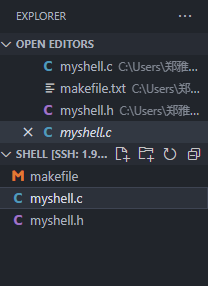 EXPLORER
OPEN EDITORS
myshell.c C:\Users\郑雅...
makefile.txt C:\Users\郑雅...
myshell.h C:\Users\郑雅...
myshell.c
SHELL [SSH: 1.9...
makefile
myshell.c
myshell.h